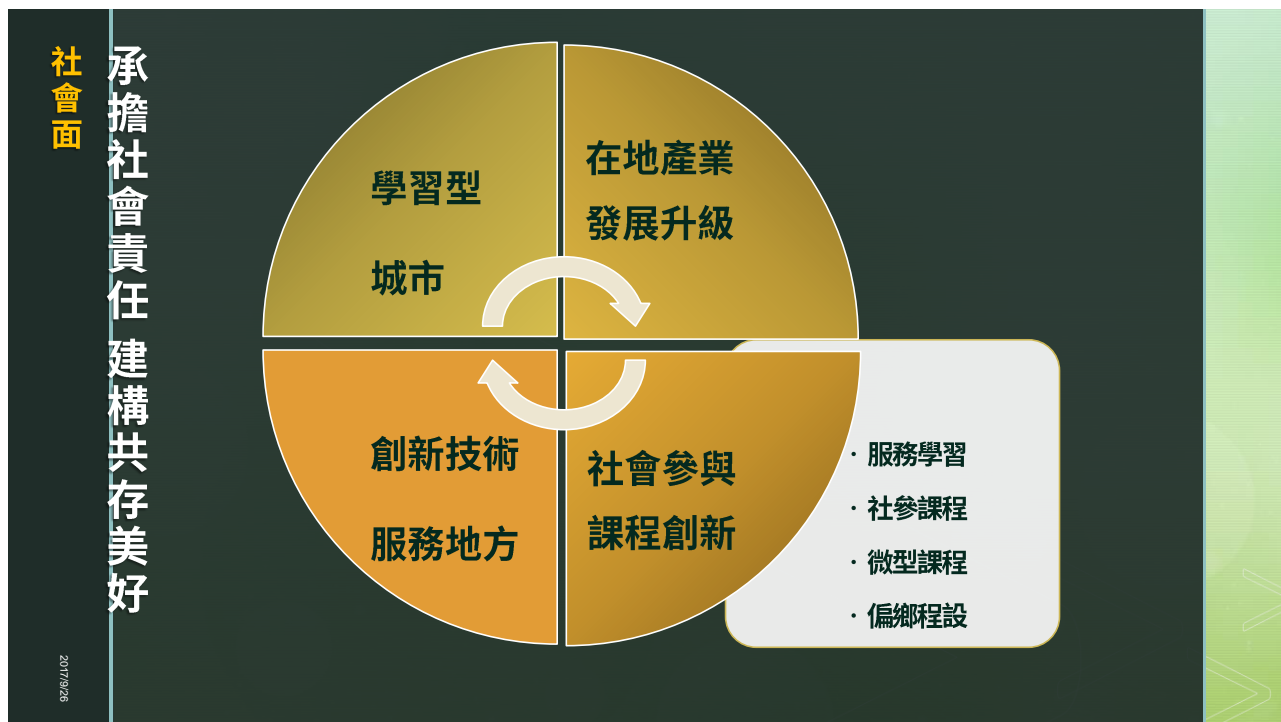 社會面
承擔社會責任 建構共存美好
學習型
城市
在地產業
發展升級
創新技術
服務地方
社會參與
課程創新
· 服務學習
· 社參課程
· 微型課程
· 偏鄉程設
2017/9/26